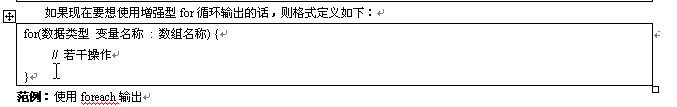 如果现在要想使用增强型 for 循环输出的话，则格式定义如下：
for(数据类型 变量名称 : 数组名称) {
// 若干操作
}
范例：使用 foreach 输出